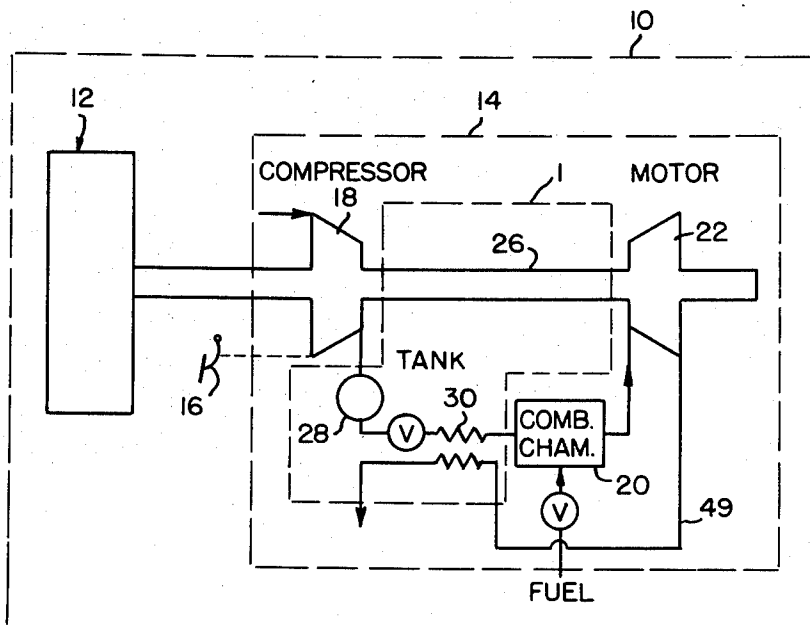 10
12
14
COMPRESSOR
1
MOTOR
18
26
22
TANK
16
30
28
V
COMB.
CHAM.
20
V
49
FUEL